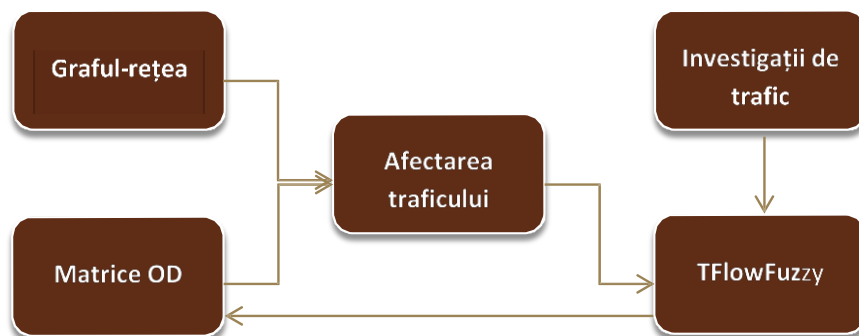 Graful-rețea
Investigații de
trafic
Afectarea
traficului
Matrice OD
TFlowFuzzy